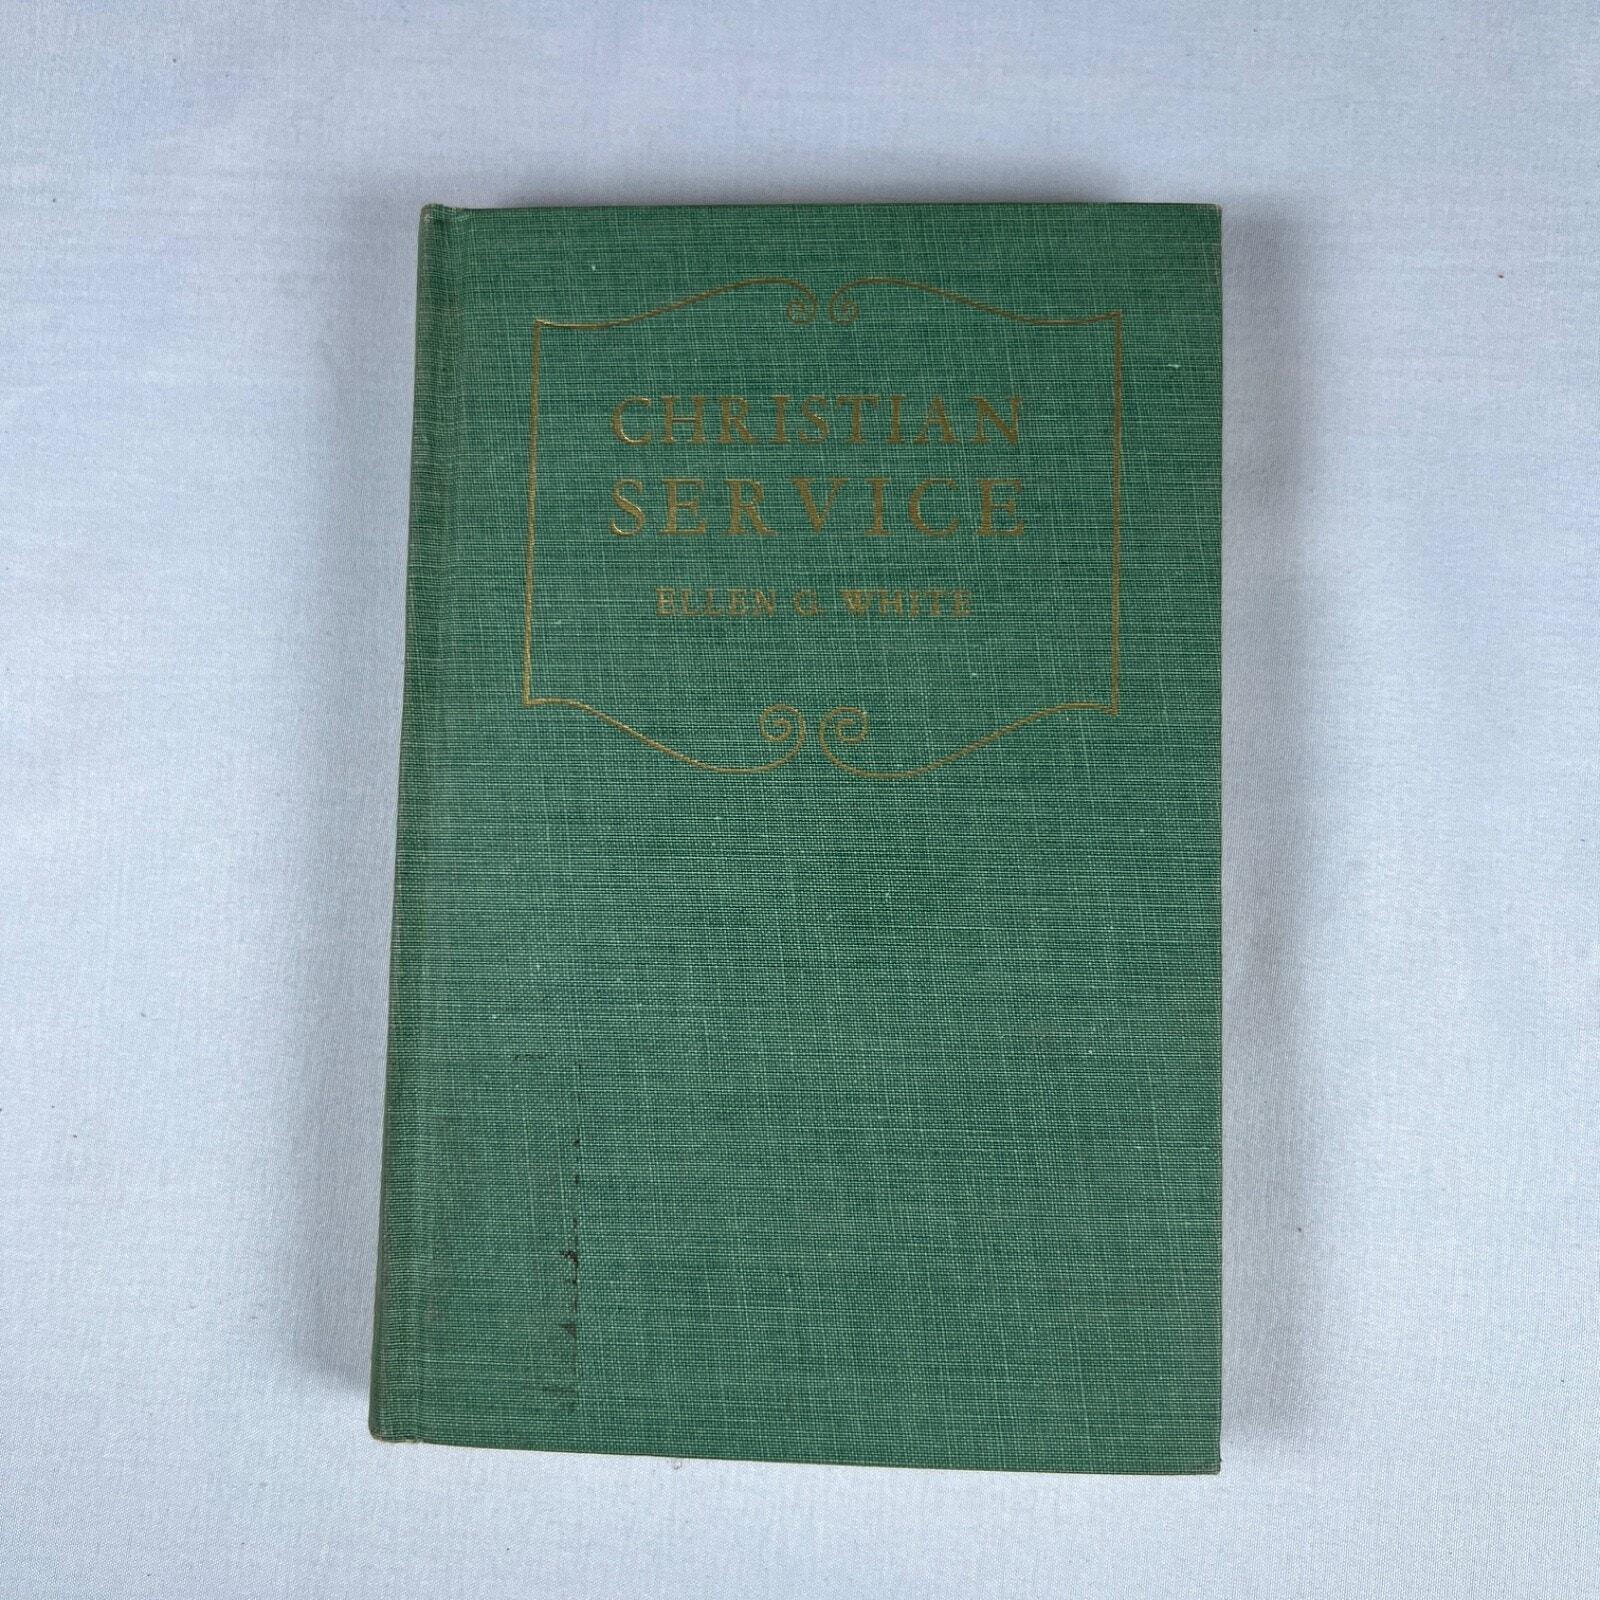 CHRISTIAN
SERVICE
ELLEN G. WHITE